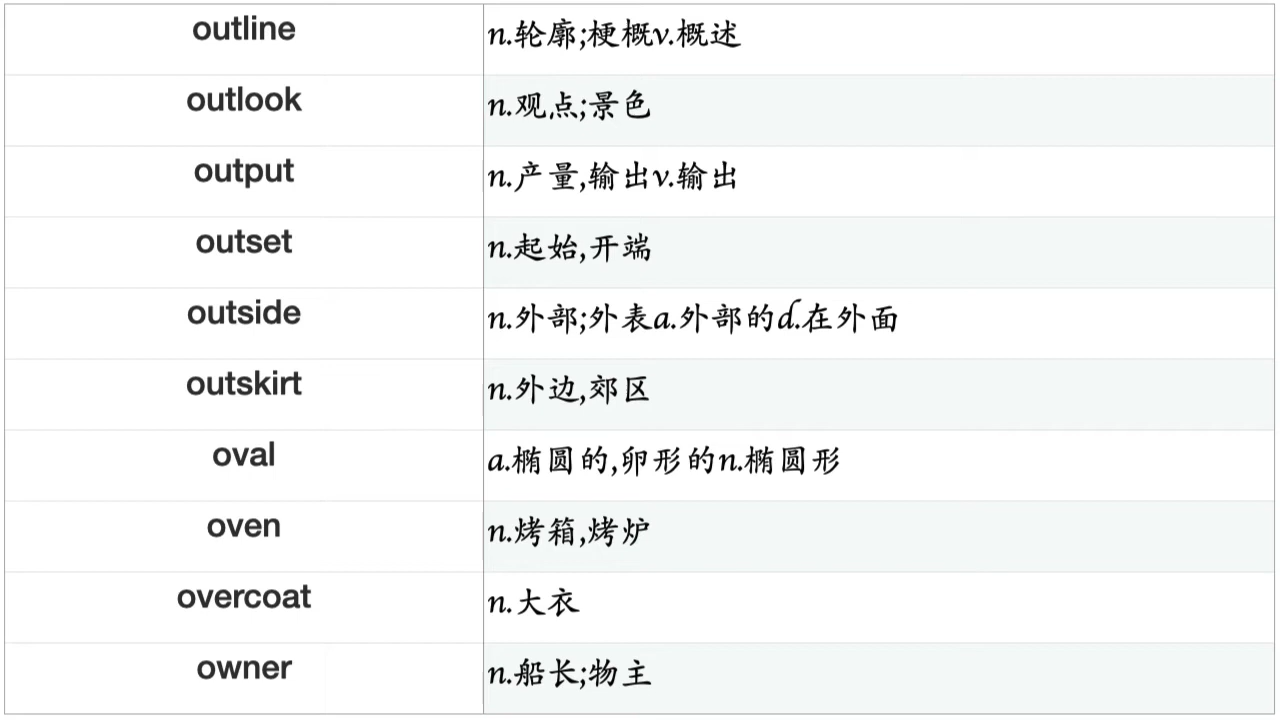 outline n.轮廓;梗概v.概述
outlook n.观点;景色
output n.产量,输出v.输出
outset n.起始,开端
outside n.外部;外表a.外部的d.在外面
outskirt n.外边,郊区
oval a.椭圆的,卵形的n.椭圆形
oven n.烤箱,烤炉
overcoat n.大衣
owner n.船长;物主